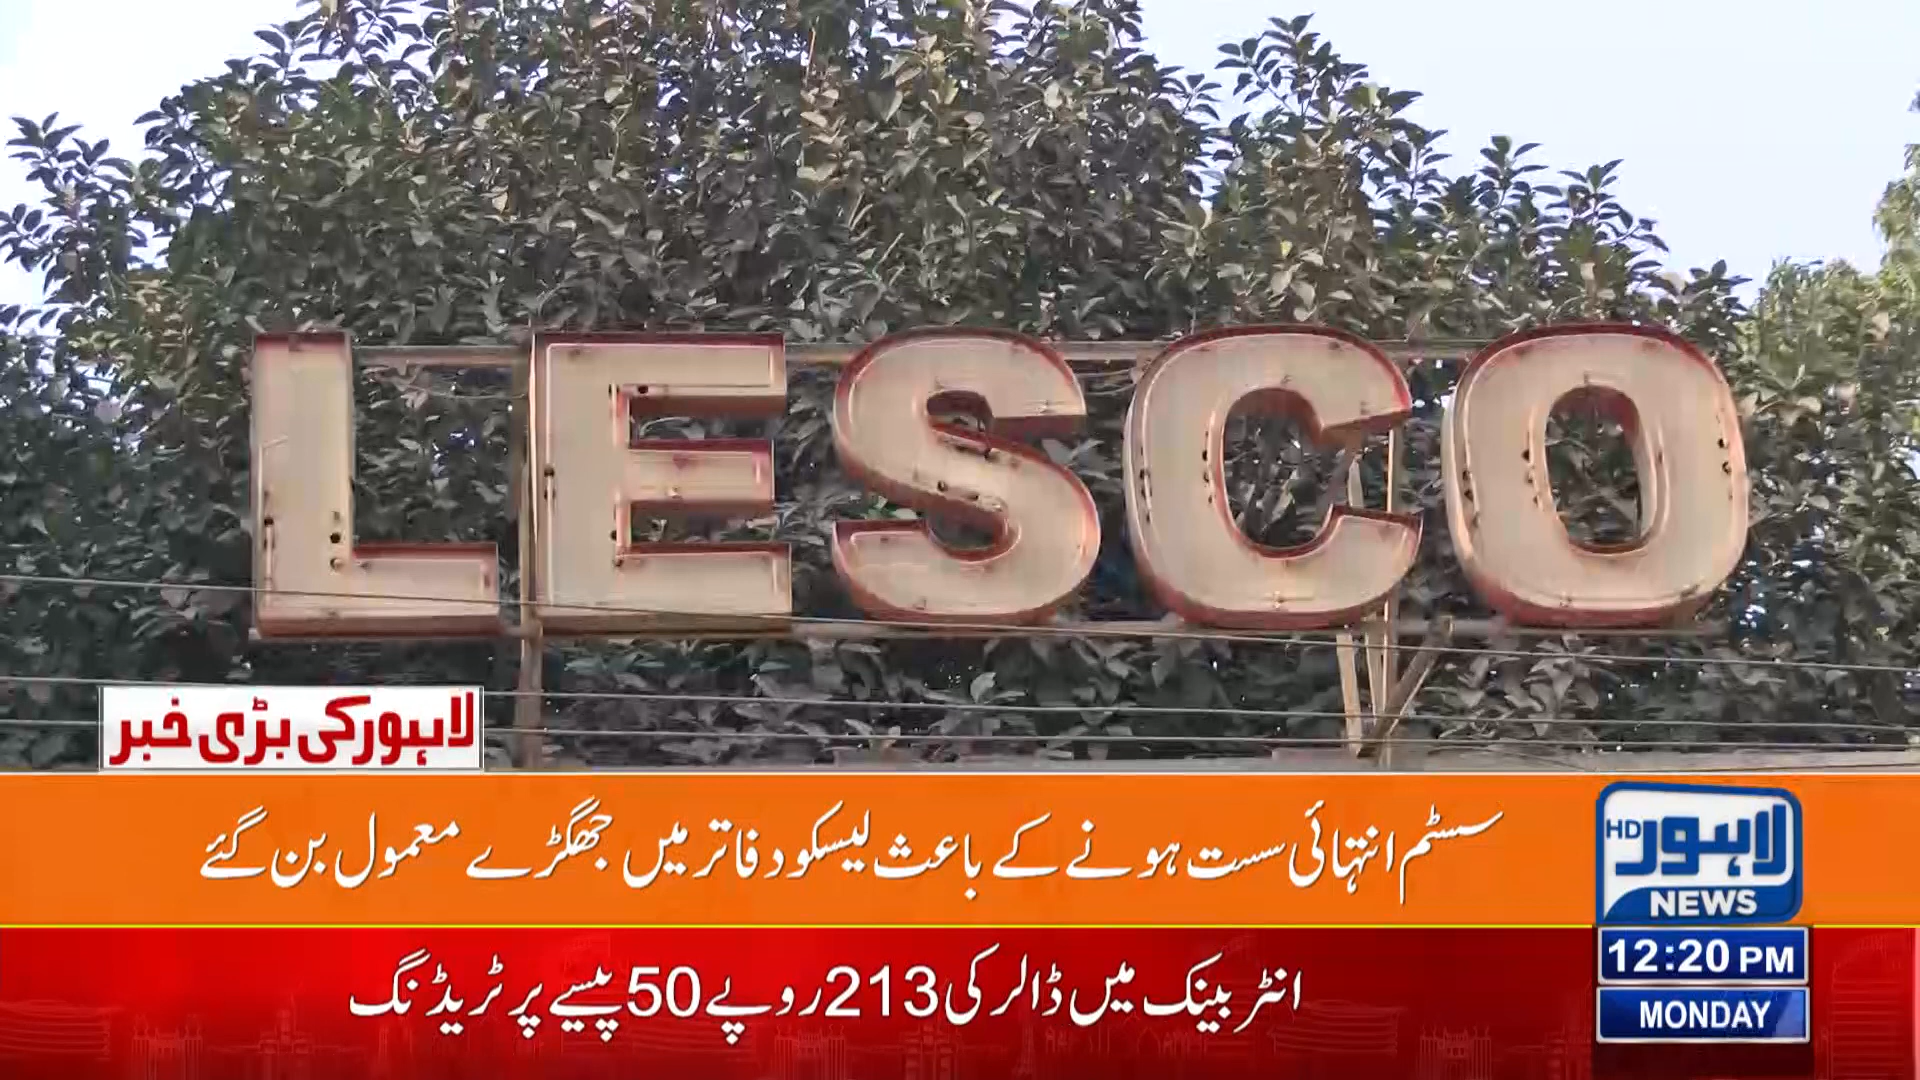 LESCO
لاہور کی بڑی خبر
سسٹم انتہائی سست ہونے کے باعث لیسکو دفاتر میں جھگڑے معمول بن گئے
HD لاہور
NEWS
12:20 PM
MONDAY
انٹر بینک میں ڈالر کی 213 روپے 50 پیسے پر ٹریڈنگ